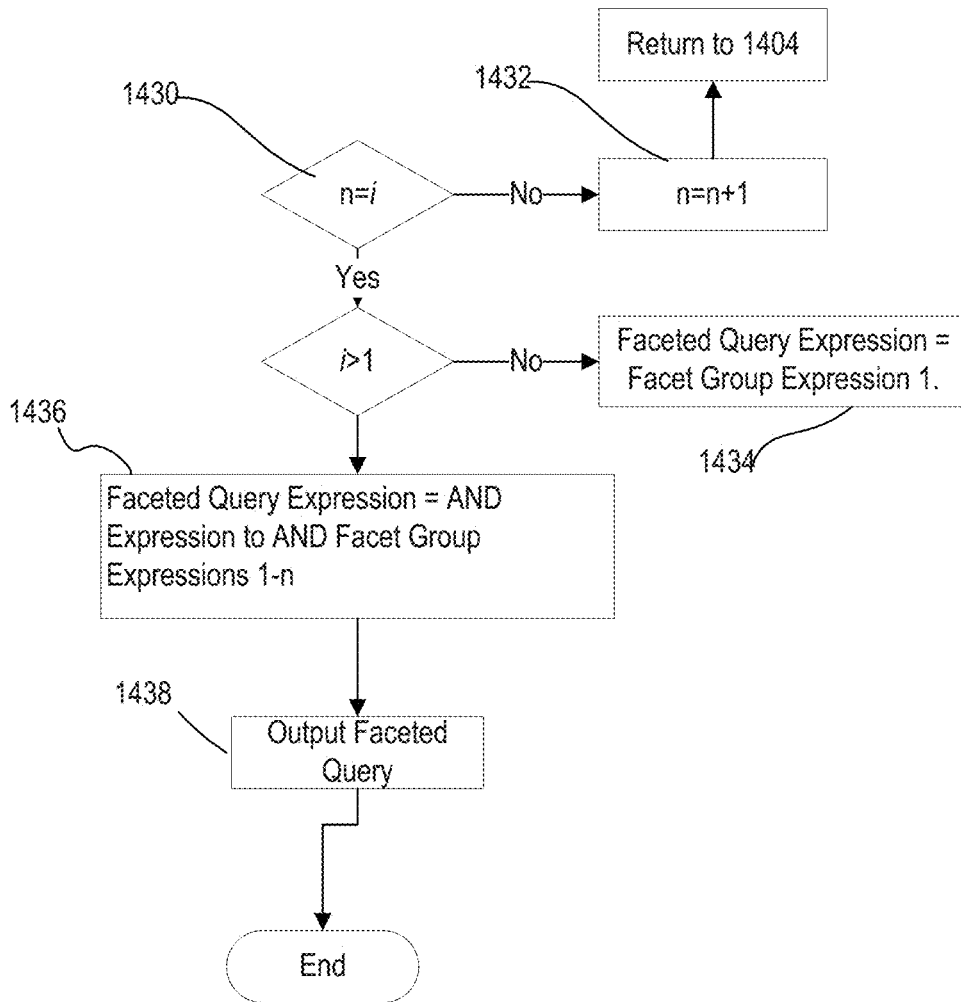 Return to 1404
1430
1432
n=i
No
n=n+1
Yes
i>1
No
Faceted Query Expression =
Facet Group Expression 1.
1436
1434
Faceted Query Expression = AND
Expression to AND Facet Group
Expressions 1-n
1438
Output Faceted
Query
End